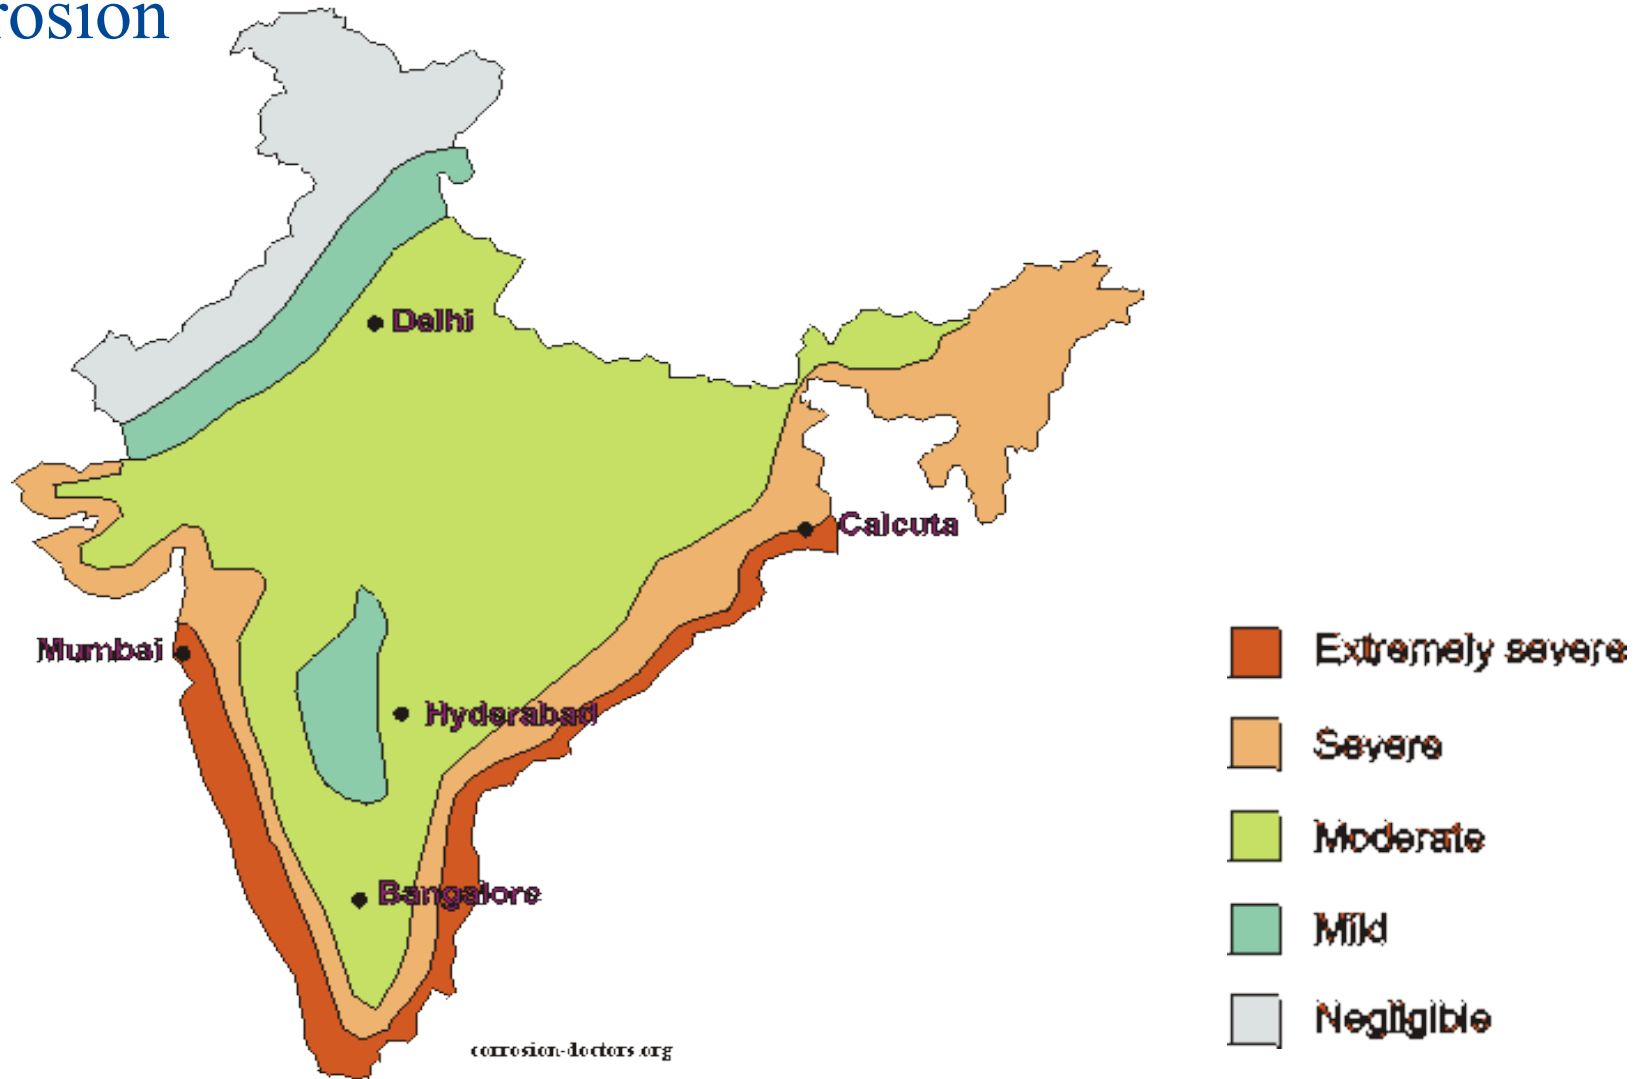 rosion
Delhi
Calcuta
Mumbai
Hyderabad
Bangalore
Extremely severe
Severe
Moderate
Mild
Negligible
corrosion-doctors.org